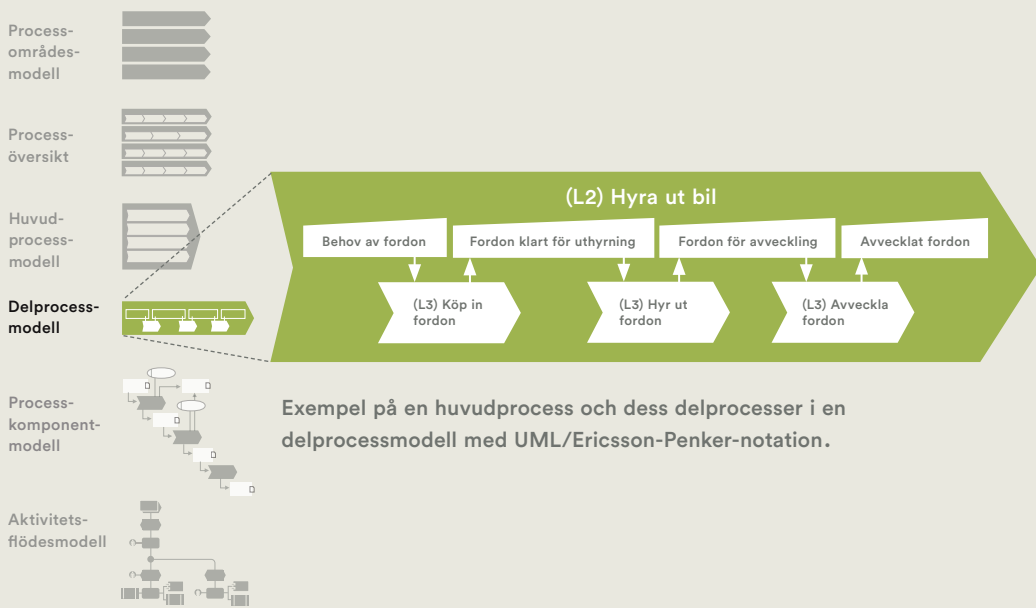 Process-
områdes-
modell
Process-
översikt
Huvud-
process-
modell
Delprocess-
modell
Process-
komponent-
modell
Aktivitets-
flödesmodell
(L2) Hyra ut bil
Behov av fordon
Fordon klart för uthyrning
Fordon för avveckling
Avvecklat fordon
(L3) Köp in
fordon
(L3) Hyr ut
fordon
(L3) Avveckla
fordon
Exempel på en huvudprocess och dess delprocesser i en
delprocessmodell med UML/Ericsson-Penker-notation.